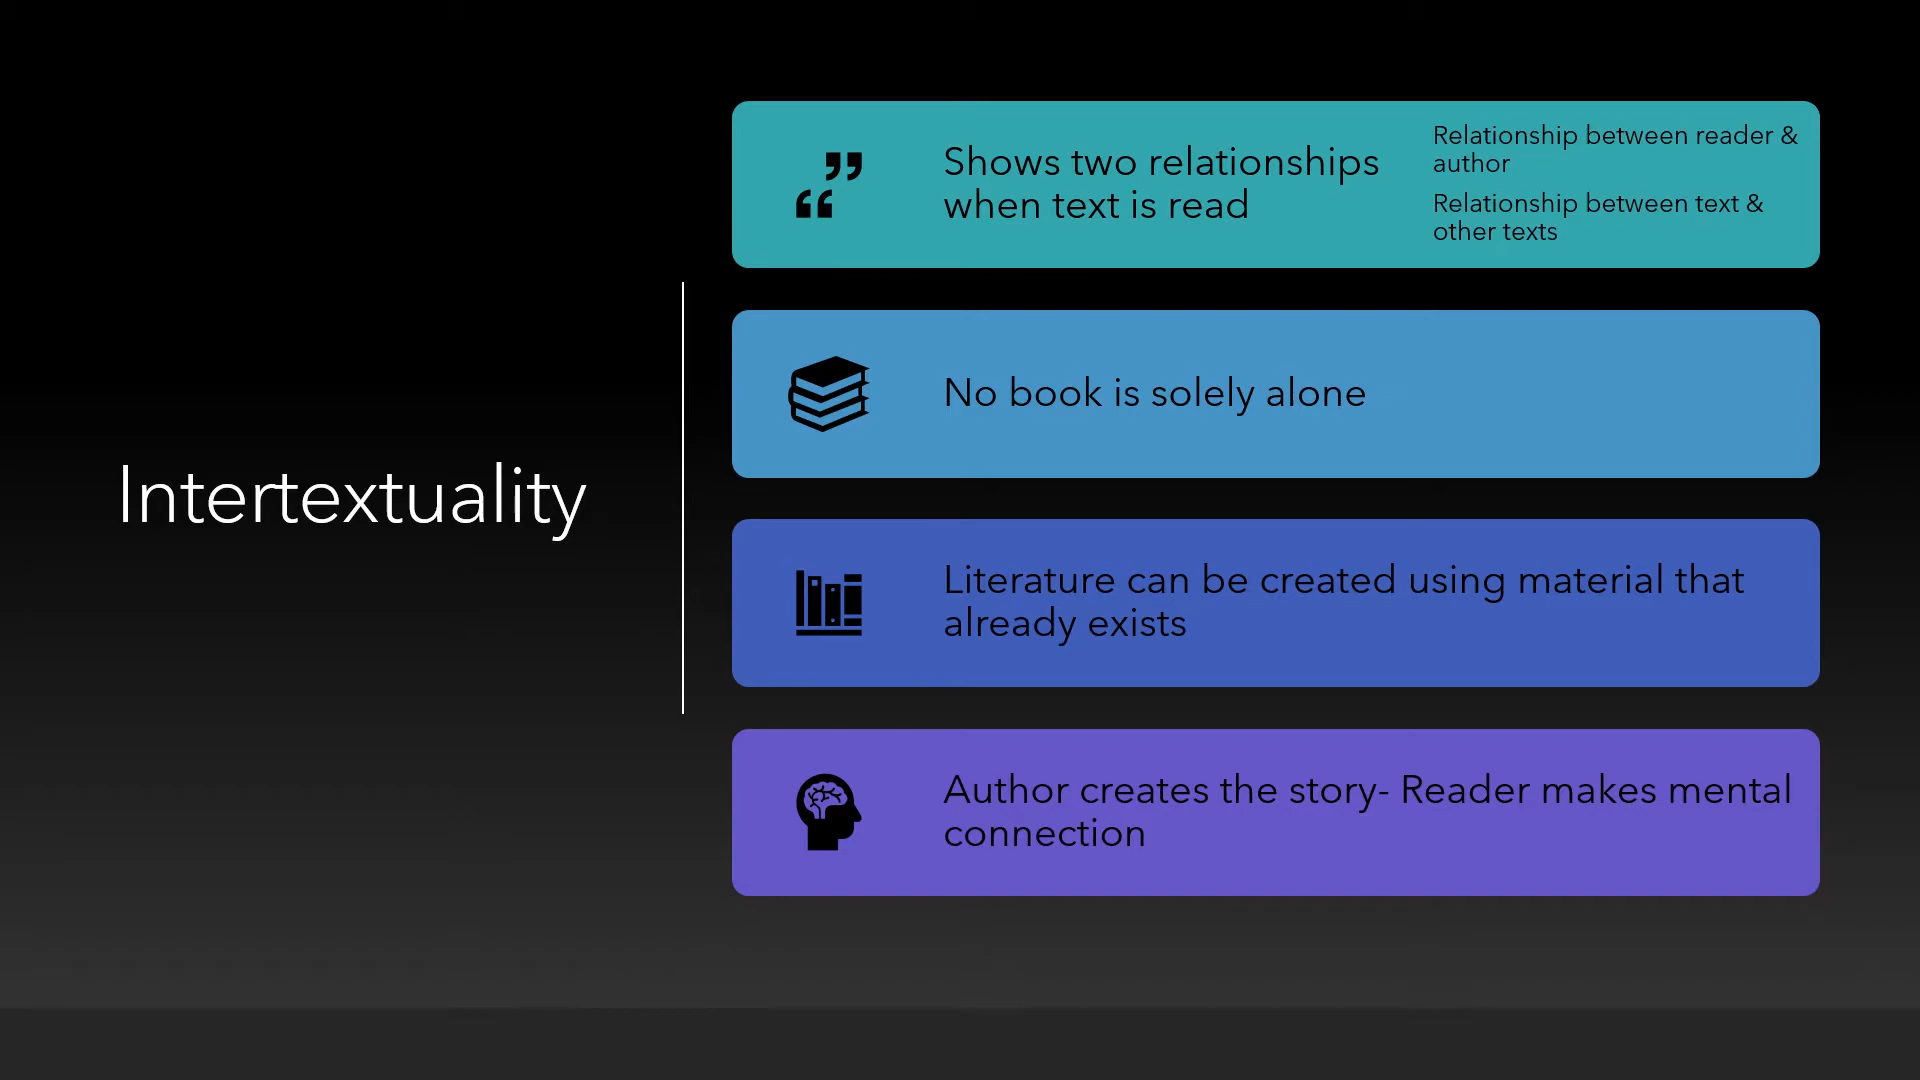 Intertextuality
Shows two relationships
when text is read
Relationship between reader &
author
Relationship between text &
other texts
No book is solely alone
Literature can be created using material that
already exists
Author creates the story- Reader makes mental
connection